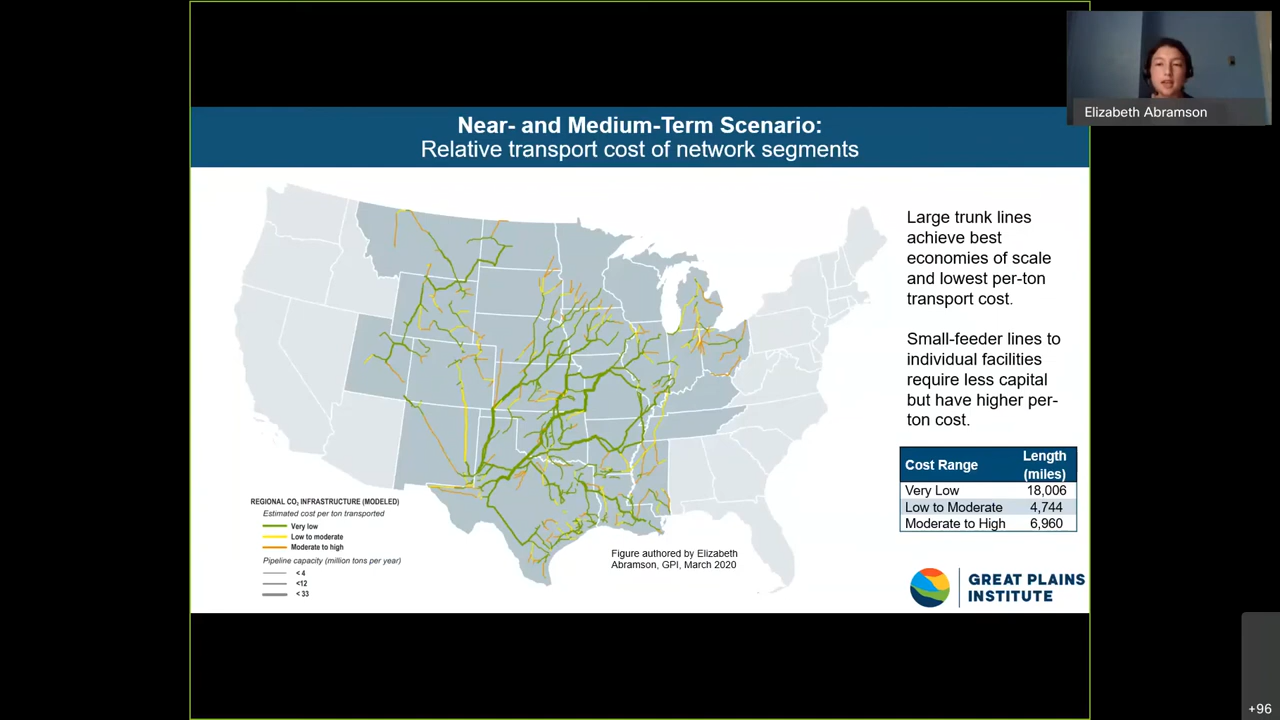 Elizabeth Abramson
Near- and Medium-Term Scenario:
Relative transport cost of network segments
Large trunk lines
achieve best
economies of scale
and lowest per-ton
transport cost.
Small-feeder lines to
individual facilities
require less capital
but have higher per-
ton cost.
Cost Range Length
(miles)
Very Low 18,006
Low to Moderate 4,744
Moderate to High 6,960
REGIONAL CO₂ INFRASTRUCTURE (MODELED)
Estimated cost per ton transported
Very low
Low to moderate
Moderate to high
Pipeline capacity (million tons per year)
< 4
<12
< 33
Figure authored by Elizabeth
Abramson, GPI, March 2020
GREAT PLAINS
INSTITUTE
+96